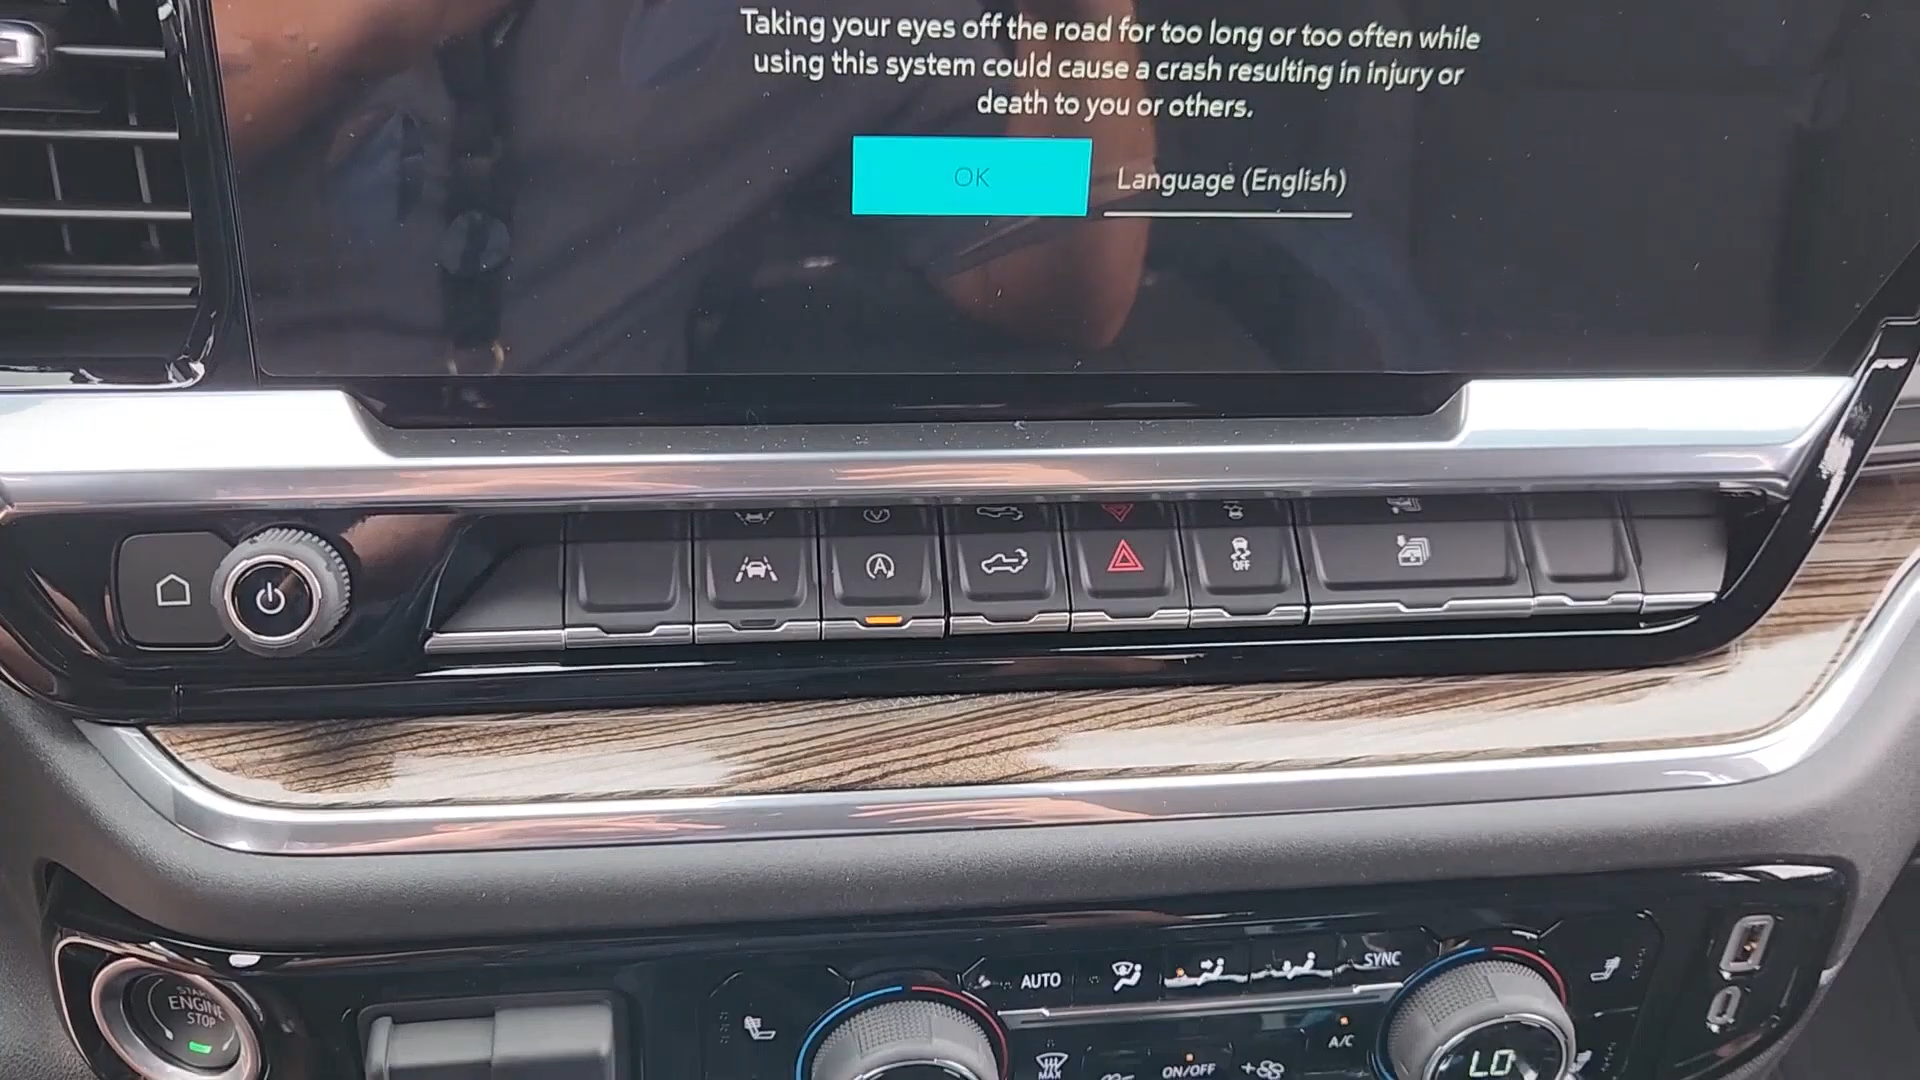 Taking your eyes off the road for too long or too often while
using this system could cause a crash resulting in injury or
death to you or others.
OK
Language (English)
A
OFF
AUTO
SYNC
START
ENGINE
STOP
A/C
MAX
ON/OFF
LO